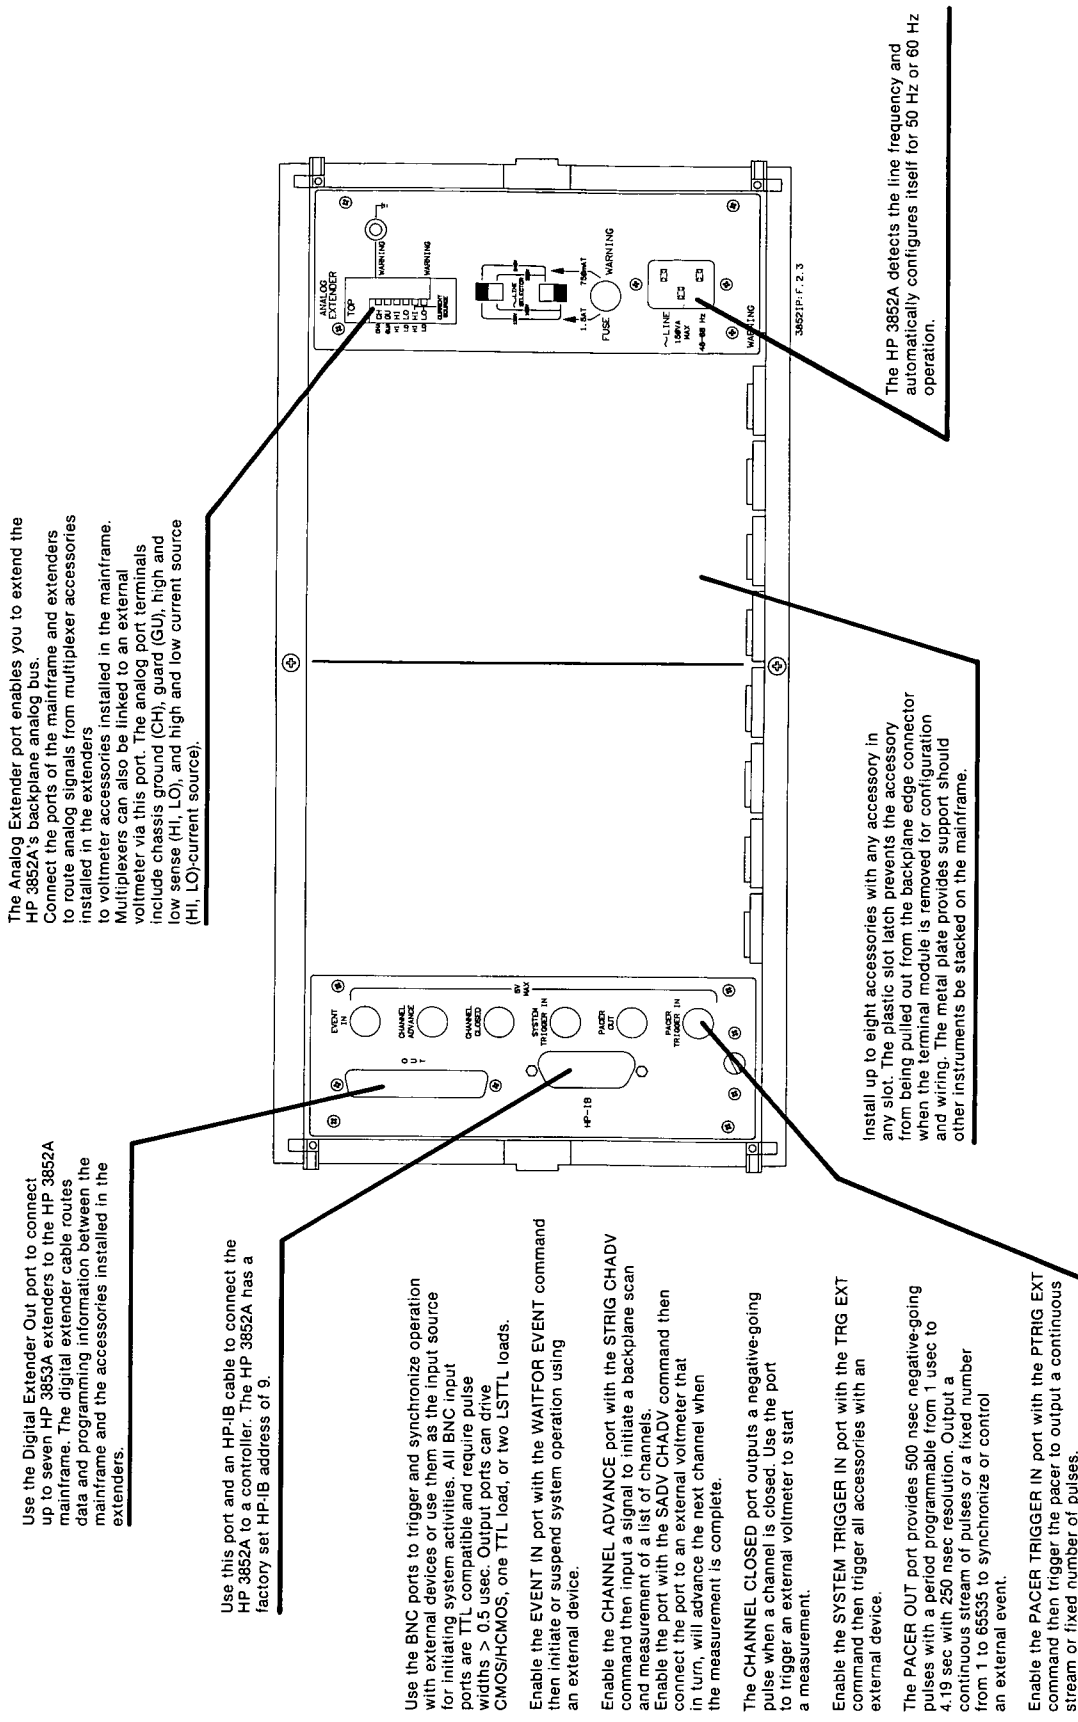 Use the Digital Extender Out port to connect
up to seven HP 3853A extenders to the HP 3852A
mainframe. The digital extender cable routes
data and programming information between the
mainframe and the accessories installed in the
extenders.
Use this port and an HP-IB cable to connect the
HP 3852A to a controller. The HP 3852A has a
factory set HP-IB address of 9.
Use the BNC ports to trigger and synchronize operation
with external devices or use them as the input source
for initiating system activities. All BNC input
ports are TTL compatible and require pulse
widths > 0.5 usec. Output ports can drive
CMOS/HCMOS, one TTL load, or two LSTTL loads.
Enable the EVENT IN port with the WAITFOR EVENT command
then initiate or suspend system operation using
an external device.
Enable the CHANNEL ADVANCE port with the STRIG CHADV
command then input a signal to initiate a backplane scan
and measurement of a list of channels.
Enable the port with the SADV CHADV command then
connect the port to an external voltmeter that
in turn, will advance the next channel when
the measurement is complete.
The CHANNEL CLOSED port outputs a negative-going
pulse when a channel is closed. Use the port
to trigger an external voltmeter to start
a measurement.
Enable the SYSTEM TRIGGER IN port with the TRG EXT
command then trigger all accessories with an
external device.
The PACER OUT port provides 500 nsec negative-going
pulses with a period programmable from 1 usec to
4.19 sec with 250 nsec resolution. Output a
continuous stream of pulses or a fixed number
from 1 to 65535 to synchronize or control
an external event.
Enable the PACER TRIGGER IN port with the PTRIG EXT
command then trigger the pacer to output a continuous
stream or fixed number of pulses.
The Analog Extender port enables you to extend the
HP 3852A's backplane analog bus.
Connect the ports of the mainframe and extenders
to route analog signals from multiplexer accessories
installed in the extenders
to voltmeter accessories installed in the mainframe.
Multiplexers can also be linked to an external
voltmeter via this port. The analog port terminals
include chassis ground (CH), guard (GU), high and
low sense (HI, LO), and high and low current source
(HI, LO)-current source).
OUT
HP-IB
EVENT
IN
CHANNEL
ADVANCE
CHANNEL
CLOSED
SYSTEM
TRIGGER IN
PACER
OUT
PACER
TRIGGER IN
5V
MAX
ANALOG
EXTENDER
TOP
CH
GU
HI
LO
HI
LO
CURRENT
SOURCE
WARNING
WARNING
~LINE
SELECTOR
1.5AT
750mAT
FUSE
WARNING
~LINE
150VA
MAX
48-66 Hz
WARNING
3852IP:F.2.3
Install up to eight accessories with any accessory in
any slot. The plastic slot latch prevents the accessory
from being pulled out from the backplane edge connector
when the terminal module is removed for configuration
and wiring. The metal plate provides support should
other instruments be stacked on the mainframe.
The HP 3852A detects the line frequency and
automatically configures itself for 50 Hz or 60 Hz
operation.